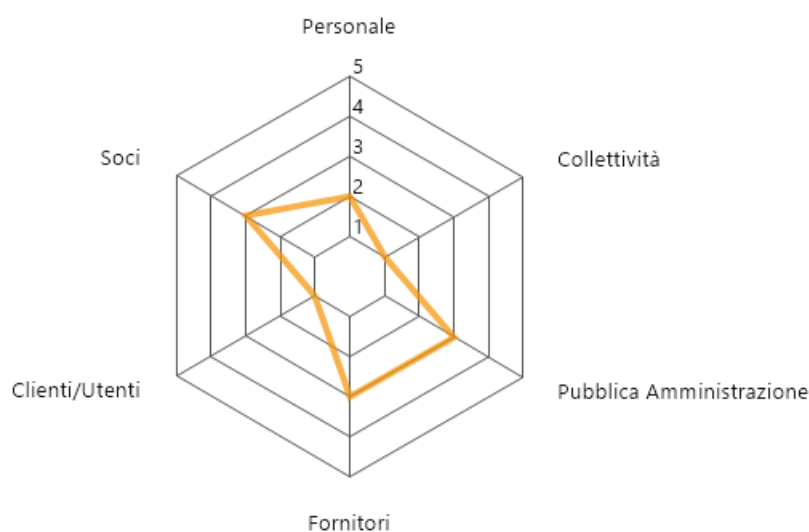 Personale
5
4
3
2
1
Soci
Collettività
Clienti/Utenti
Pubblica Amministrazione
Fornitori